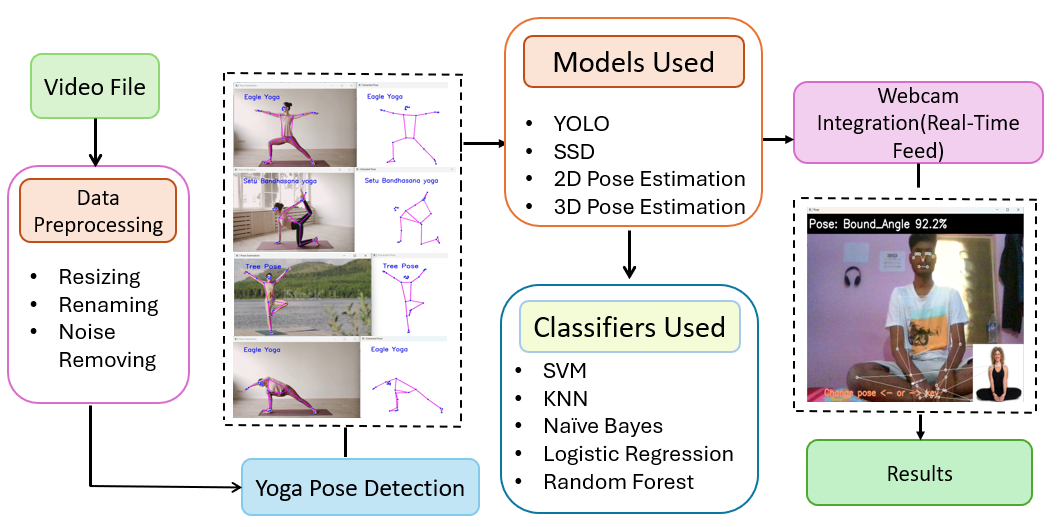 Video File
Data
Preprocessing
• Resizing
• Renaming
• Noise
Removing
Eagle Yoga
Eagle Yoga
Setu Bandhasana yoga
Setu Bandhasana yoga
Tree Pose
Tree Pose
Eagle Yoga
Eagle Yoga
Yoga Pose Detection
Models Used
• YOLO
• SSD
• 2D Pose Estimation
• 3D Pose Estimation
Classifiers Used
• SVM
• KNN
• Naïve Bayes
• Logistic Regression
• Random Forest
Webcam
Integration(Real-Time
Feed)
Pose
Pose: Bound_Angle 92.2%
Change pose <- or -> key
Results